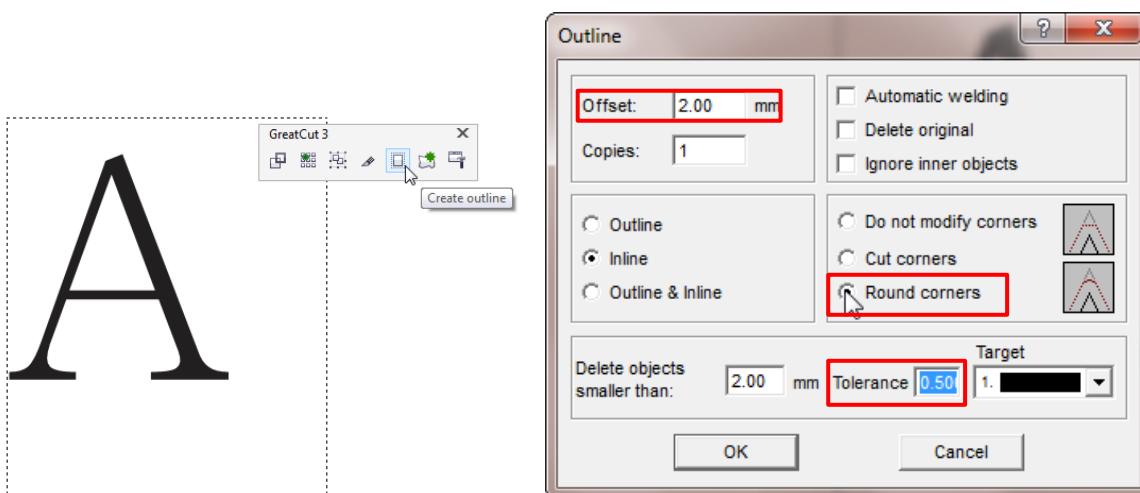 A
GreatCut 3
Create outline
Outline
Offset: 2.00 mm
Copies: 1
Automatic welding
Delete original
Ignore inner objects
Outline
Inline
Outline & Inline
Do not modify corners
Cut corners
Round corners
Delete objects
smaller than: 2.00 mm
Tolerance 0.50
Target
1.
OK
Cancel